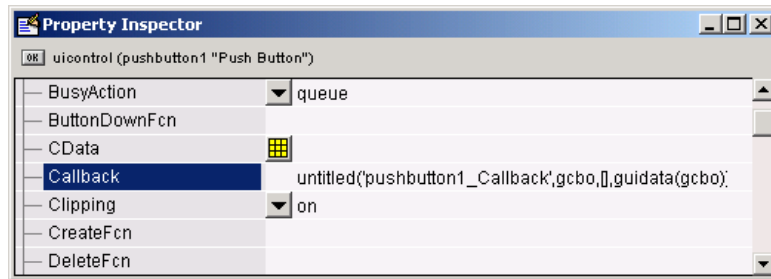 Property Inspector
OK uicontrol (pushbutton1 "Push Button")
BusyAction queue
ButtonDownFcn
CData
Callback untitled('pushbutton1_Callback',gcbo,[],guidata(gcbo))
Clipping on
CreateFcn
DeleteFcn